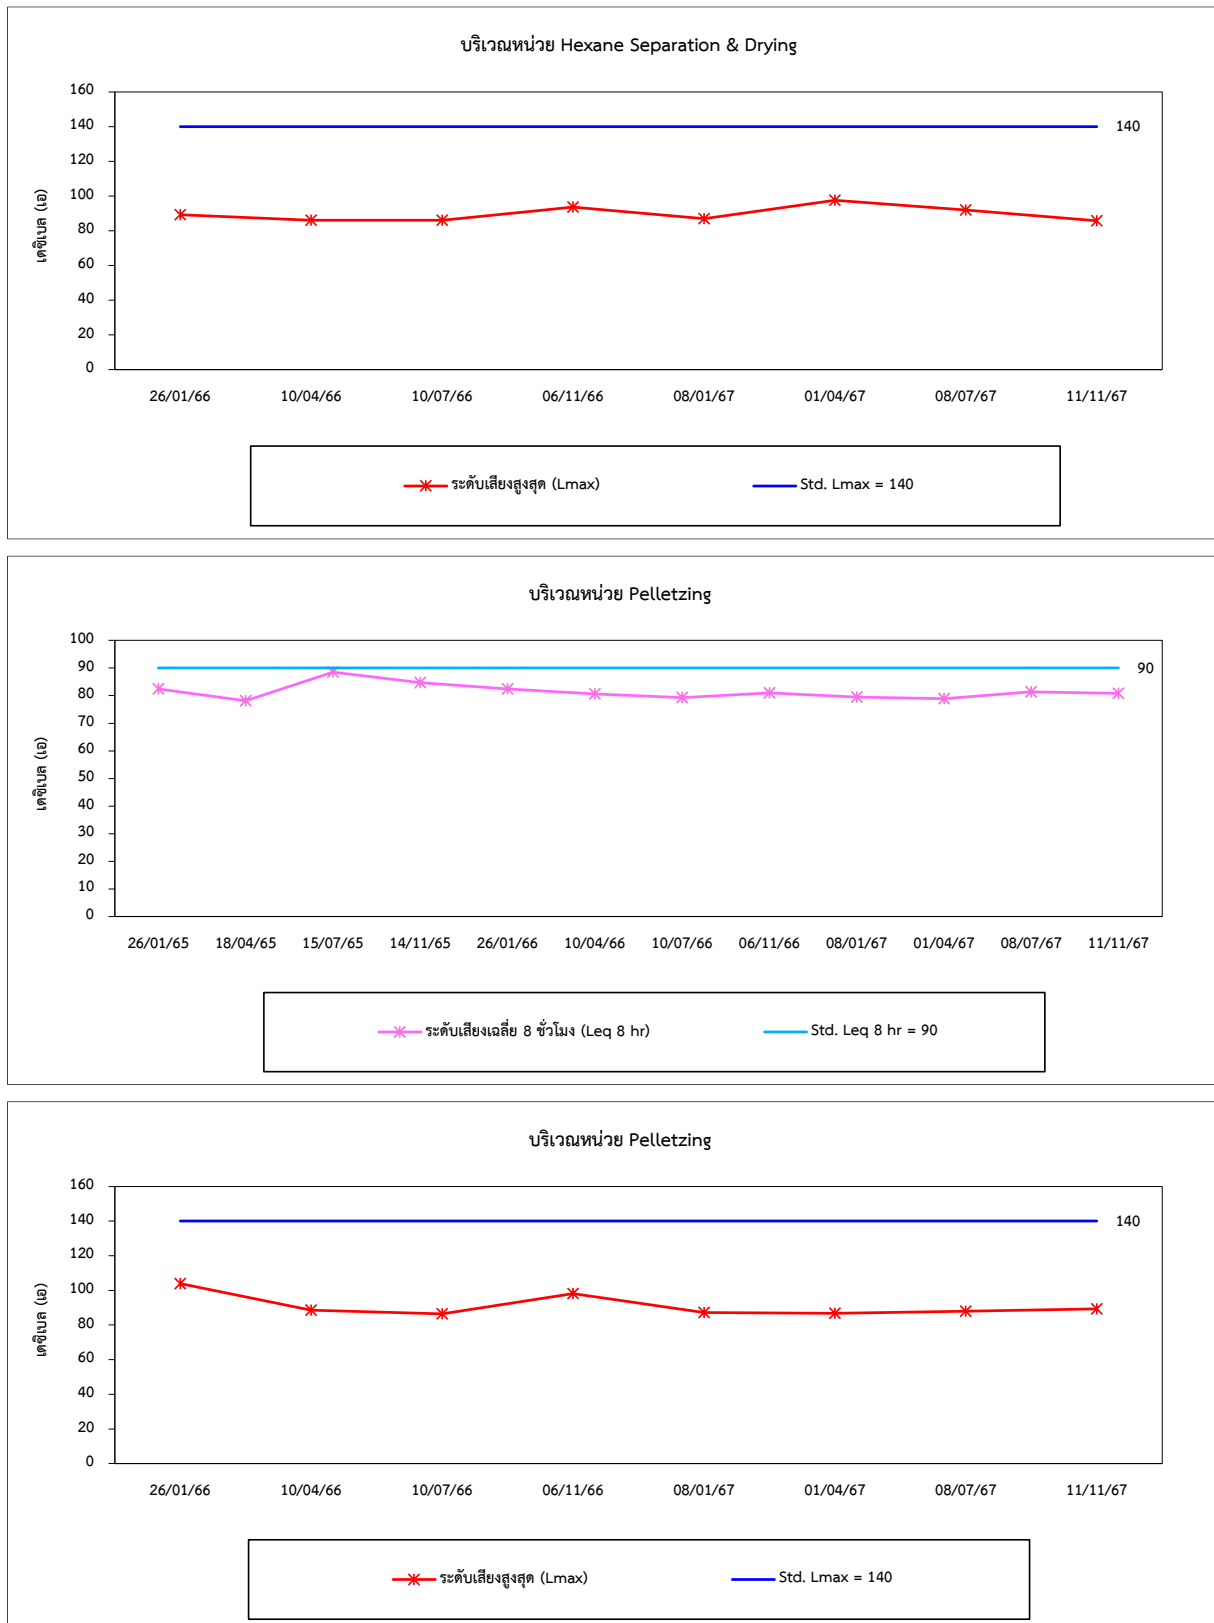 บริเวณหน่วย Hexane Separation & Drying
160
140
120
100
80
60
40
20
0
140
เดซิเบล (เอ)
26/01/66 10/04/66 10/07/66 06/11/66 08/01/67 01/04/67 08/07/67 11/11/67
ระดับเสียงสูงสุด (Lmax) Std. Lmax = 140
บริเวณหน่วย Pelletzing
100
90
80
70
60
50
40
30
20
10
0
90
เดซิเบล (เอ)
26/01/65 18/04/65 15/07/65 14/11/65 26/01/66 10/04/66 10/07/66 06/11/66 08/01/67 01/04/67 08/07/67 11/11/67
ระดับเสียงเฉลี่ย 8 ชั่วโมง (Leq 8 hr) Std. Leq 8 hr = 90
บริเวณหน่วย Pelletzing
160
140
120
100
80
60
40
20
0
140
เดซิเบล (เอ)
26/01/66 10/04/66 10/07/66 06/11/66 08/01/67 01/04/67 08/07/67 11/11/67
ระดับเสียงสูงสุด (Lmax) Std. Lmax = 140